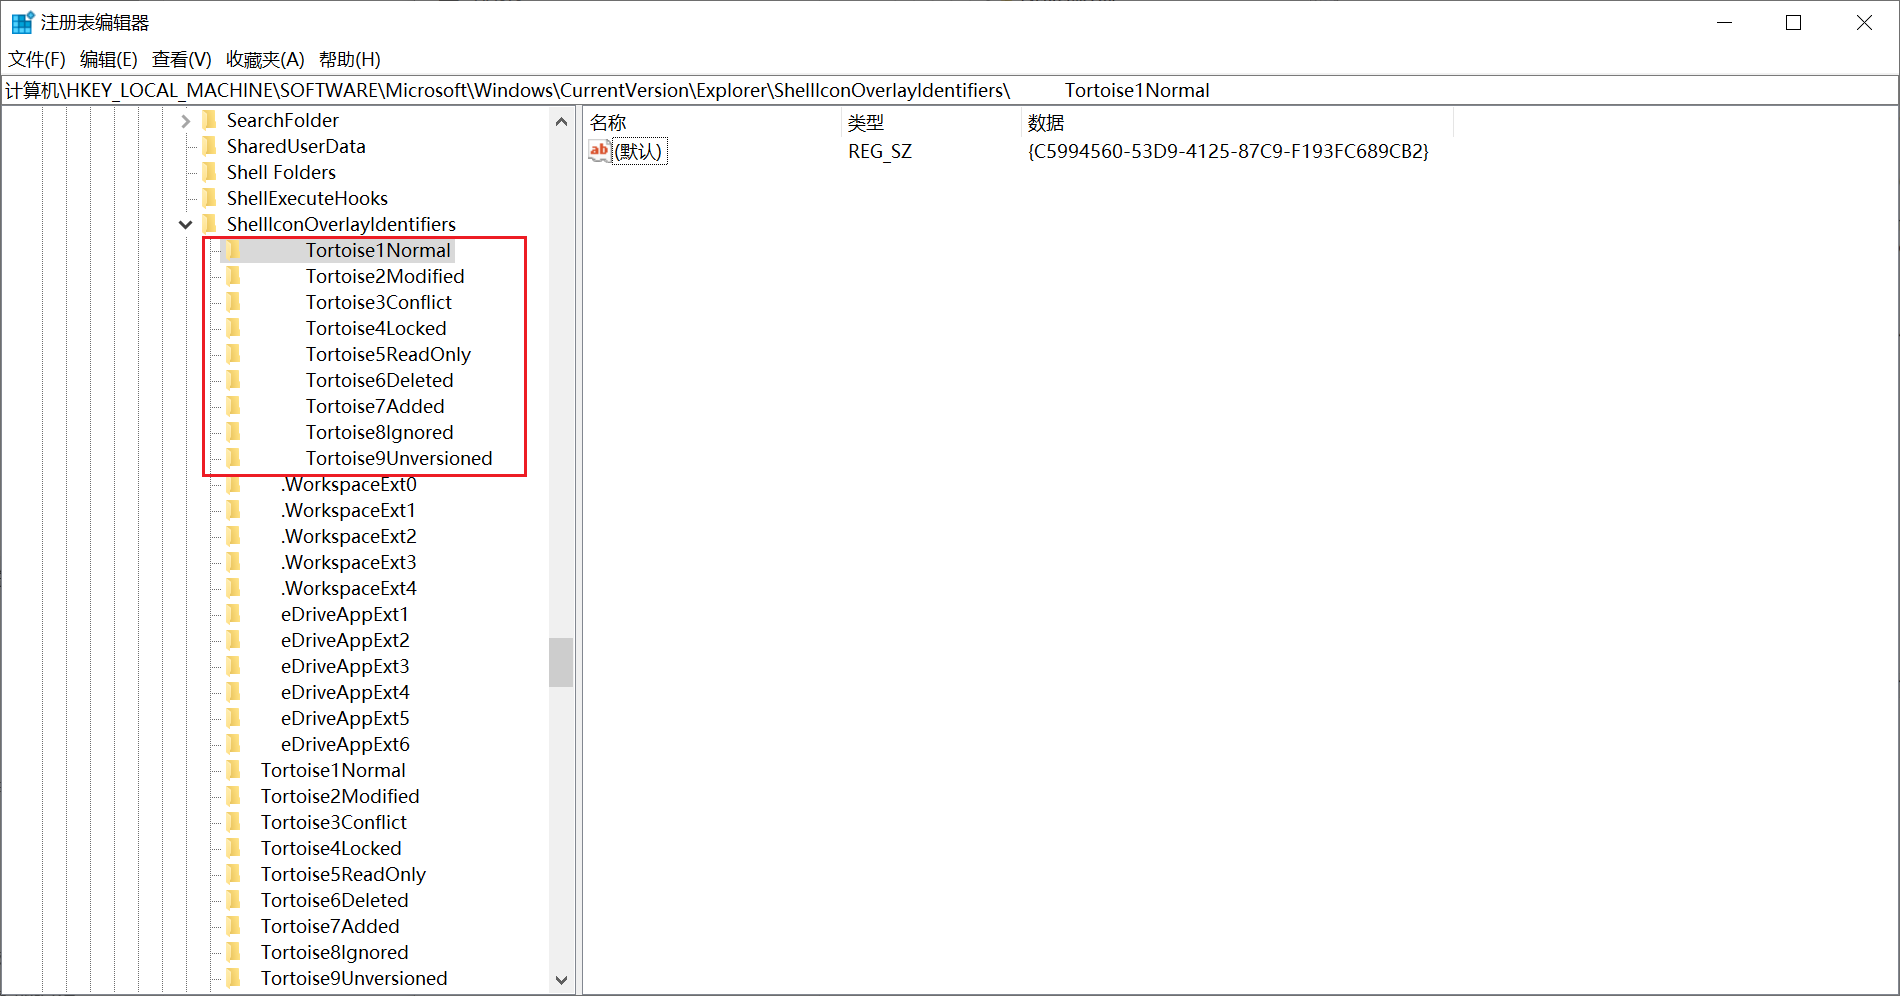 注册表编辑器
文件(F) 编辑(E) 查看(V) 收藏夹(A) 帮助(H)
计算机\HKEY_LOCAL_MACHINE\SOFTWARE\Microsoft\Windows\CurrentVersion\Explorer\ShellIconOverlayIdentifiers\ Tortoise1Normal
SearchFolder
SharedUserData
Shell Folders
ShellExecuteHooks
ShellIconOverlayIdentifiers
Tortoise1Normal
Tortoise2Modified
Tortoise3Conflict
Tortoise4Locked
Tortoise5ReadOnly
Tortoise6Deleted
Tortoise7Added
Tortoise8Ignored
Tortoise9Unversioned
.WorkspaceExt0
.WorkspaceExt1
.WorkspaceExt2
.WorkspaceExt3
.WorkspaceExt4
eDriveAppExt1
eDriveAppExt2
eDriveAppExt3
eDriveAppExt4
eDriveAppExt5
eDriveAppExt6
Tortoise1Normal
Tortoise2Modified
Tortoise3Conflict
Tortoise4Locked
Tortoise5ReadOnly
Tortoise6Deleted
Tortoise7Added
Tortoise8Ignored
Tortoise9Unversioned
名称 类型 数据
ab (默认) REG_SZ {C5994560-53D9-4125-87C9-F193FC689CB2}